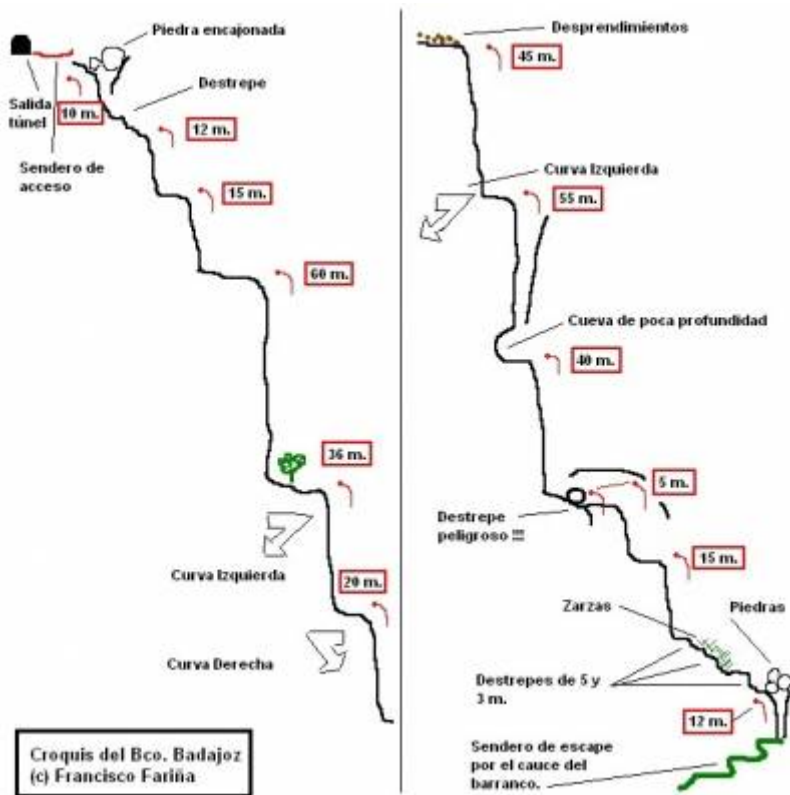 Piedra encajonada
Destrepe
Salida
túnel
10 m.
12 m.
Sendero de
acceso
15 m.
60 m.
36 m.
Curva Izquierda
20 m.
Curva Derecha
Croquis del Bco. Badajoz
(c) Francisco Fariña
Desprendimientos
45 m.
Curva Izquierda
55 m.
Cueva de poca profundidad
40 m.
5 m.
Destrepe
peligroso !!!
15 m.
Zarzas
Piedras
Destrepes de 5 y
3 m.
12 m.
Sendero de escape
por el cauce del
barranco.